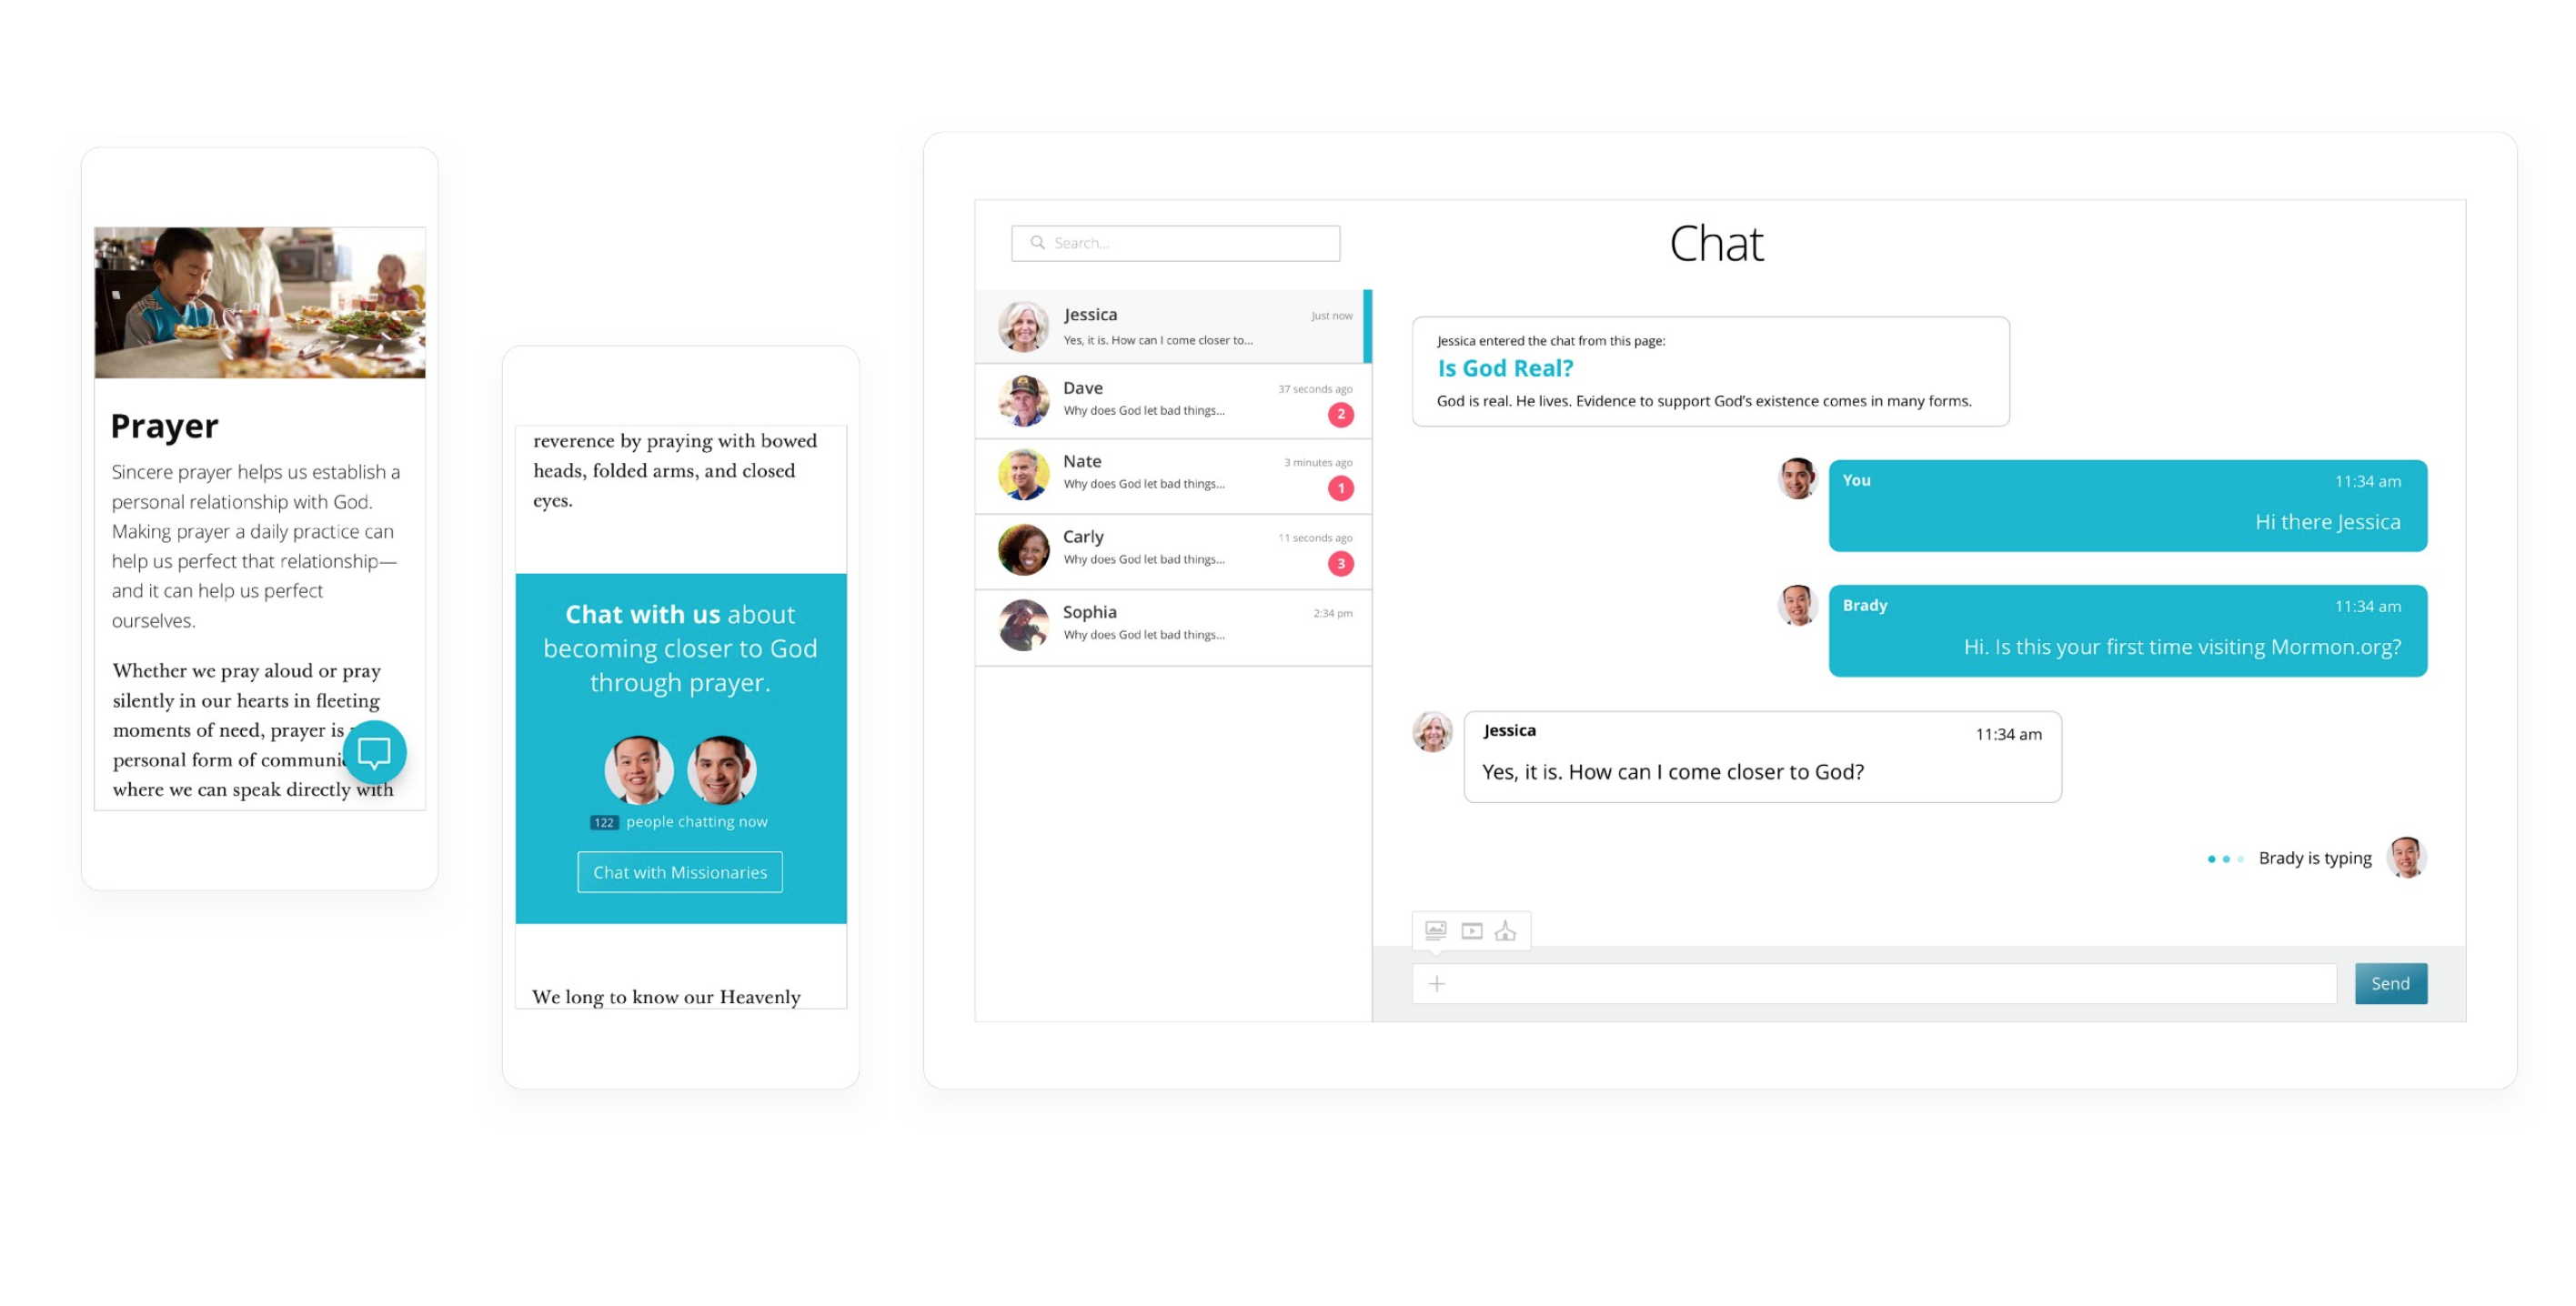 Prayer
Sincere prayer helps us establish a
personal relationship with God.
Making prayer a daily practice can
help us perfect that relationship—
and it can help us perfect
ourselves.
Whether we pray aloud or pray
silently in our hearts in fleeting
moments of need, prayer is
personal form of
where we can speak directly with
reverence by praying with bowed
heads, folded arms, and closed
eyes.
Chat with us about
becoming closer to God
through prayer.
122 people chatting now
Chat with Missionaries
We long to know our Heavenly
Search...
Jessica
Just now
Yes, it is. How can I come closer to...
Dave
37 seconds ago
Why does God let bad things...
2
Nate
3 minutes ago
Why does God let bad things...
1
Carly
11 seconds ago
Why does God let bad things...
3
Sophia
2:34 pm
Why does God let bad things...
Chat
Jessica entered the chat from this page:
Is God Real?
God is real. He lives. Evidence to support God's existence comes in many forms.
You
11:34 am
Hi there Jessica
Brady
11:34 am
Hi. Is this your first time visiting Mormon.org?
Jessica
11:34 am
Yes, it is. How can I come closer to God?
Brady is typing
Send